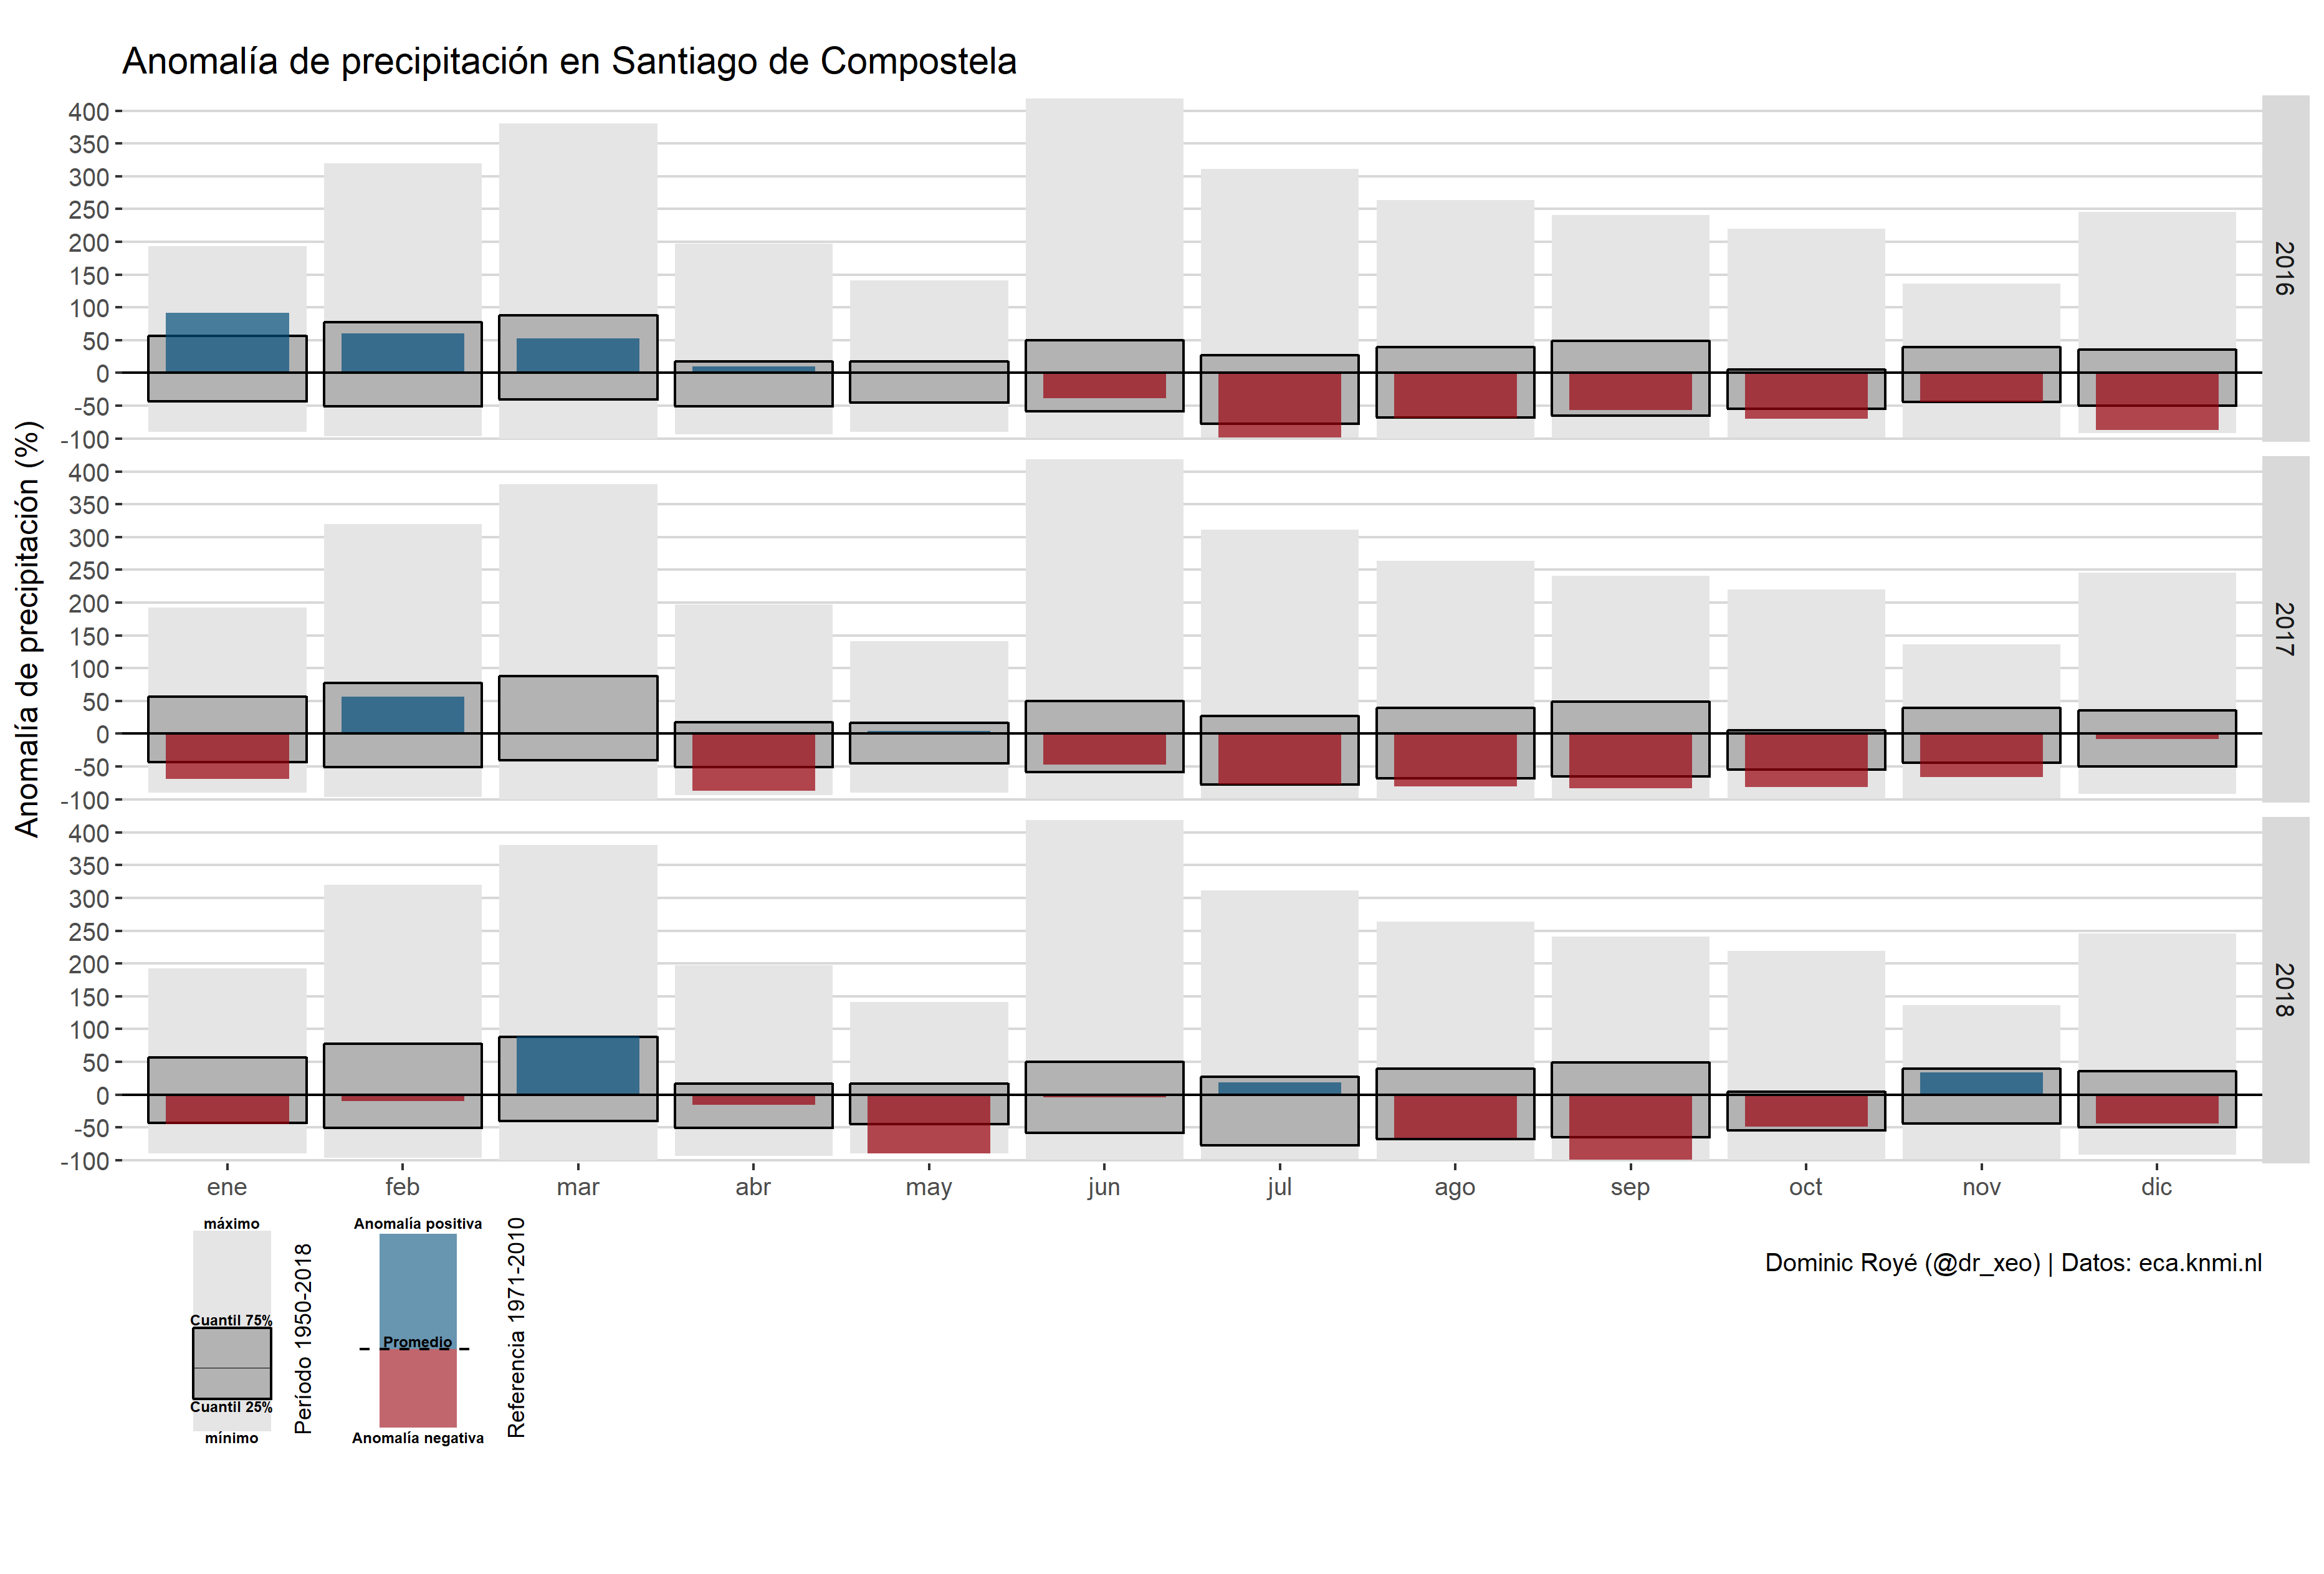 Anomalía de precipitación en Santiago de Compostela
Anomalía de precipitación (%)
400
350
300
250
200
150
100
50
0
-50
-100
2016
400
350
300
250
200
150
100
50
0
-50
-100
2017
400
350
300
250
200
150
100
50
0
-50
-100
2018
ene feb mar abr may jun jul ago sep oct nov dic
máximo
Cuantil 75%
Cuantil 25%
mínimo
Período 1950-2018
Anomalía positiva
Promedio
Anomalía negativa
Referencia 1971-2010
Dominic Royé (@dr_xeo) | Datos: eca.knmi.nl